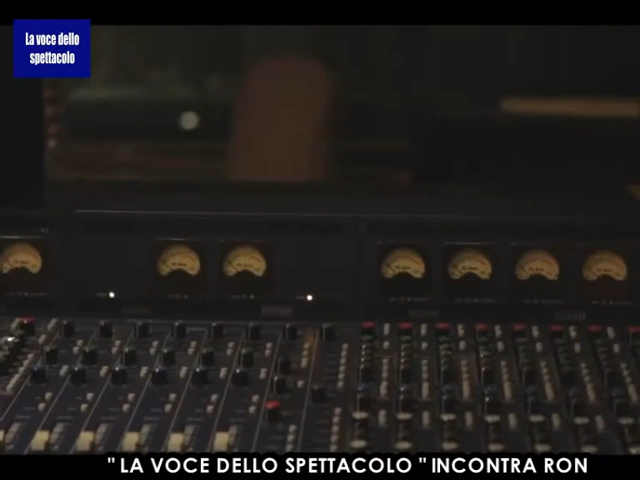 La voce dello
spettacolo
" LA VOCE DELLO SPETTACOLO " INCONTRA RON